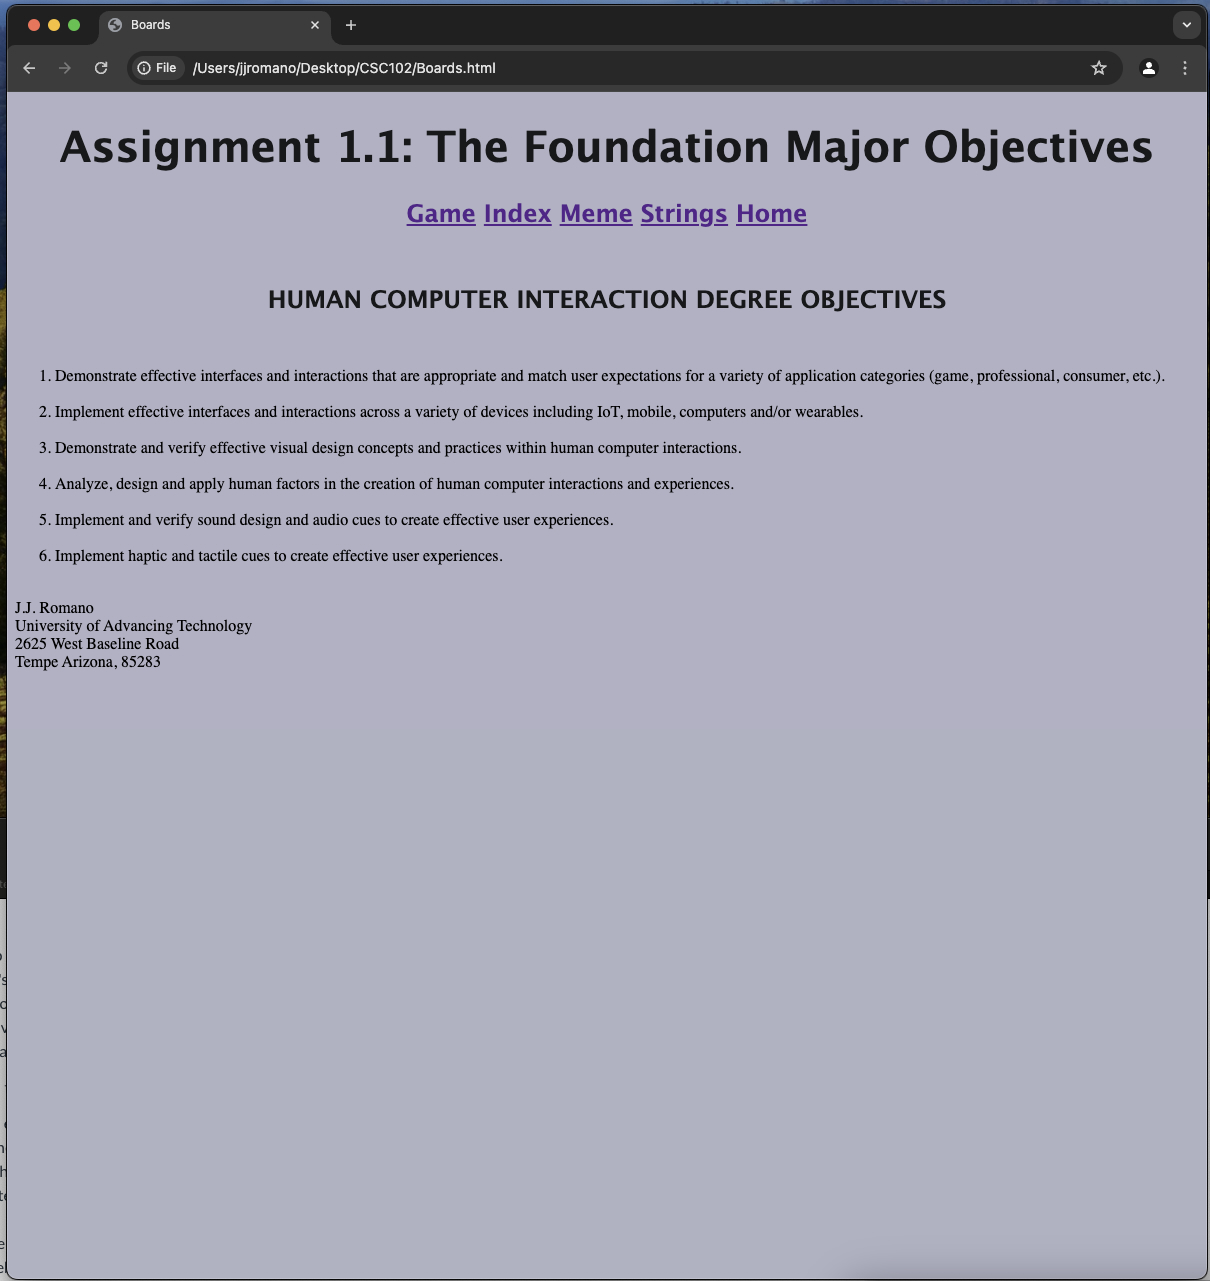 Boards
File /Users/jjromano/Desktop/CSC102/Boards.html
Assignment 1.1: The Foundation Major Objectives
Game Index Meme Strings Home
HUMAN COMPUTER INTERACTION DEGREE OBJECTIVES
1. Demonstrate effective interfaces and interactions that are appropriate and match user expectations for a variety of application categories (game, professional, consumer, etc.).
2. Implement effective interfaces and interactions across a variety of devices including IoT, mobile, computers and/or wearables.
3. Demonstrate and verify effective visual design concepts and practices within human computer interactions.
4. Analyze, design and apply human factors in the creation of human computer interactions and experiences.
5. Implement and verify sound design and audio cues to create effective user experiences.
6. Implement haptic and tactile cues to create effective user experiences.
J.J. Romano
University of Advancing Technology
2625 West Baseline Road
Tempe Arizona, 85283